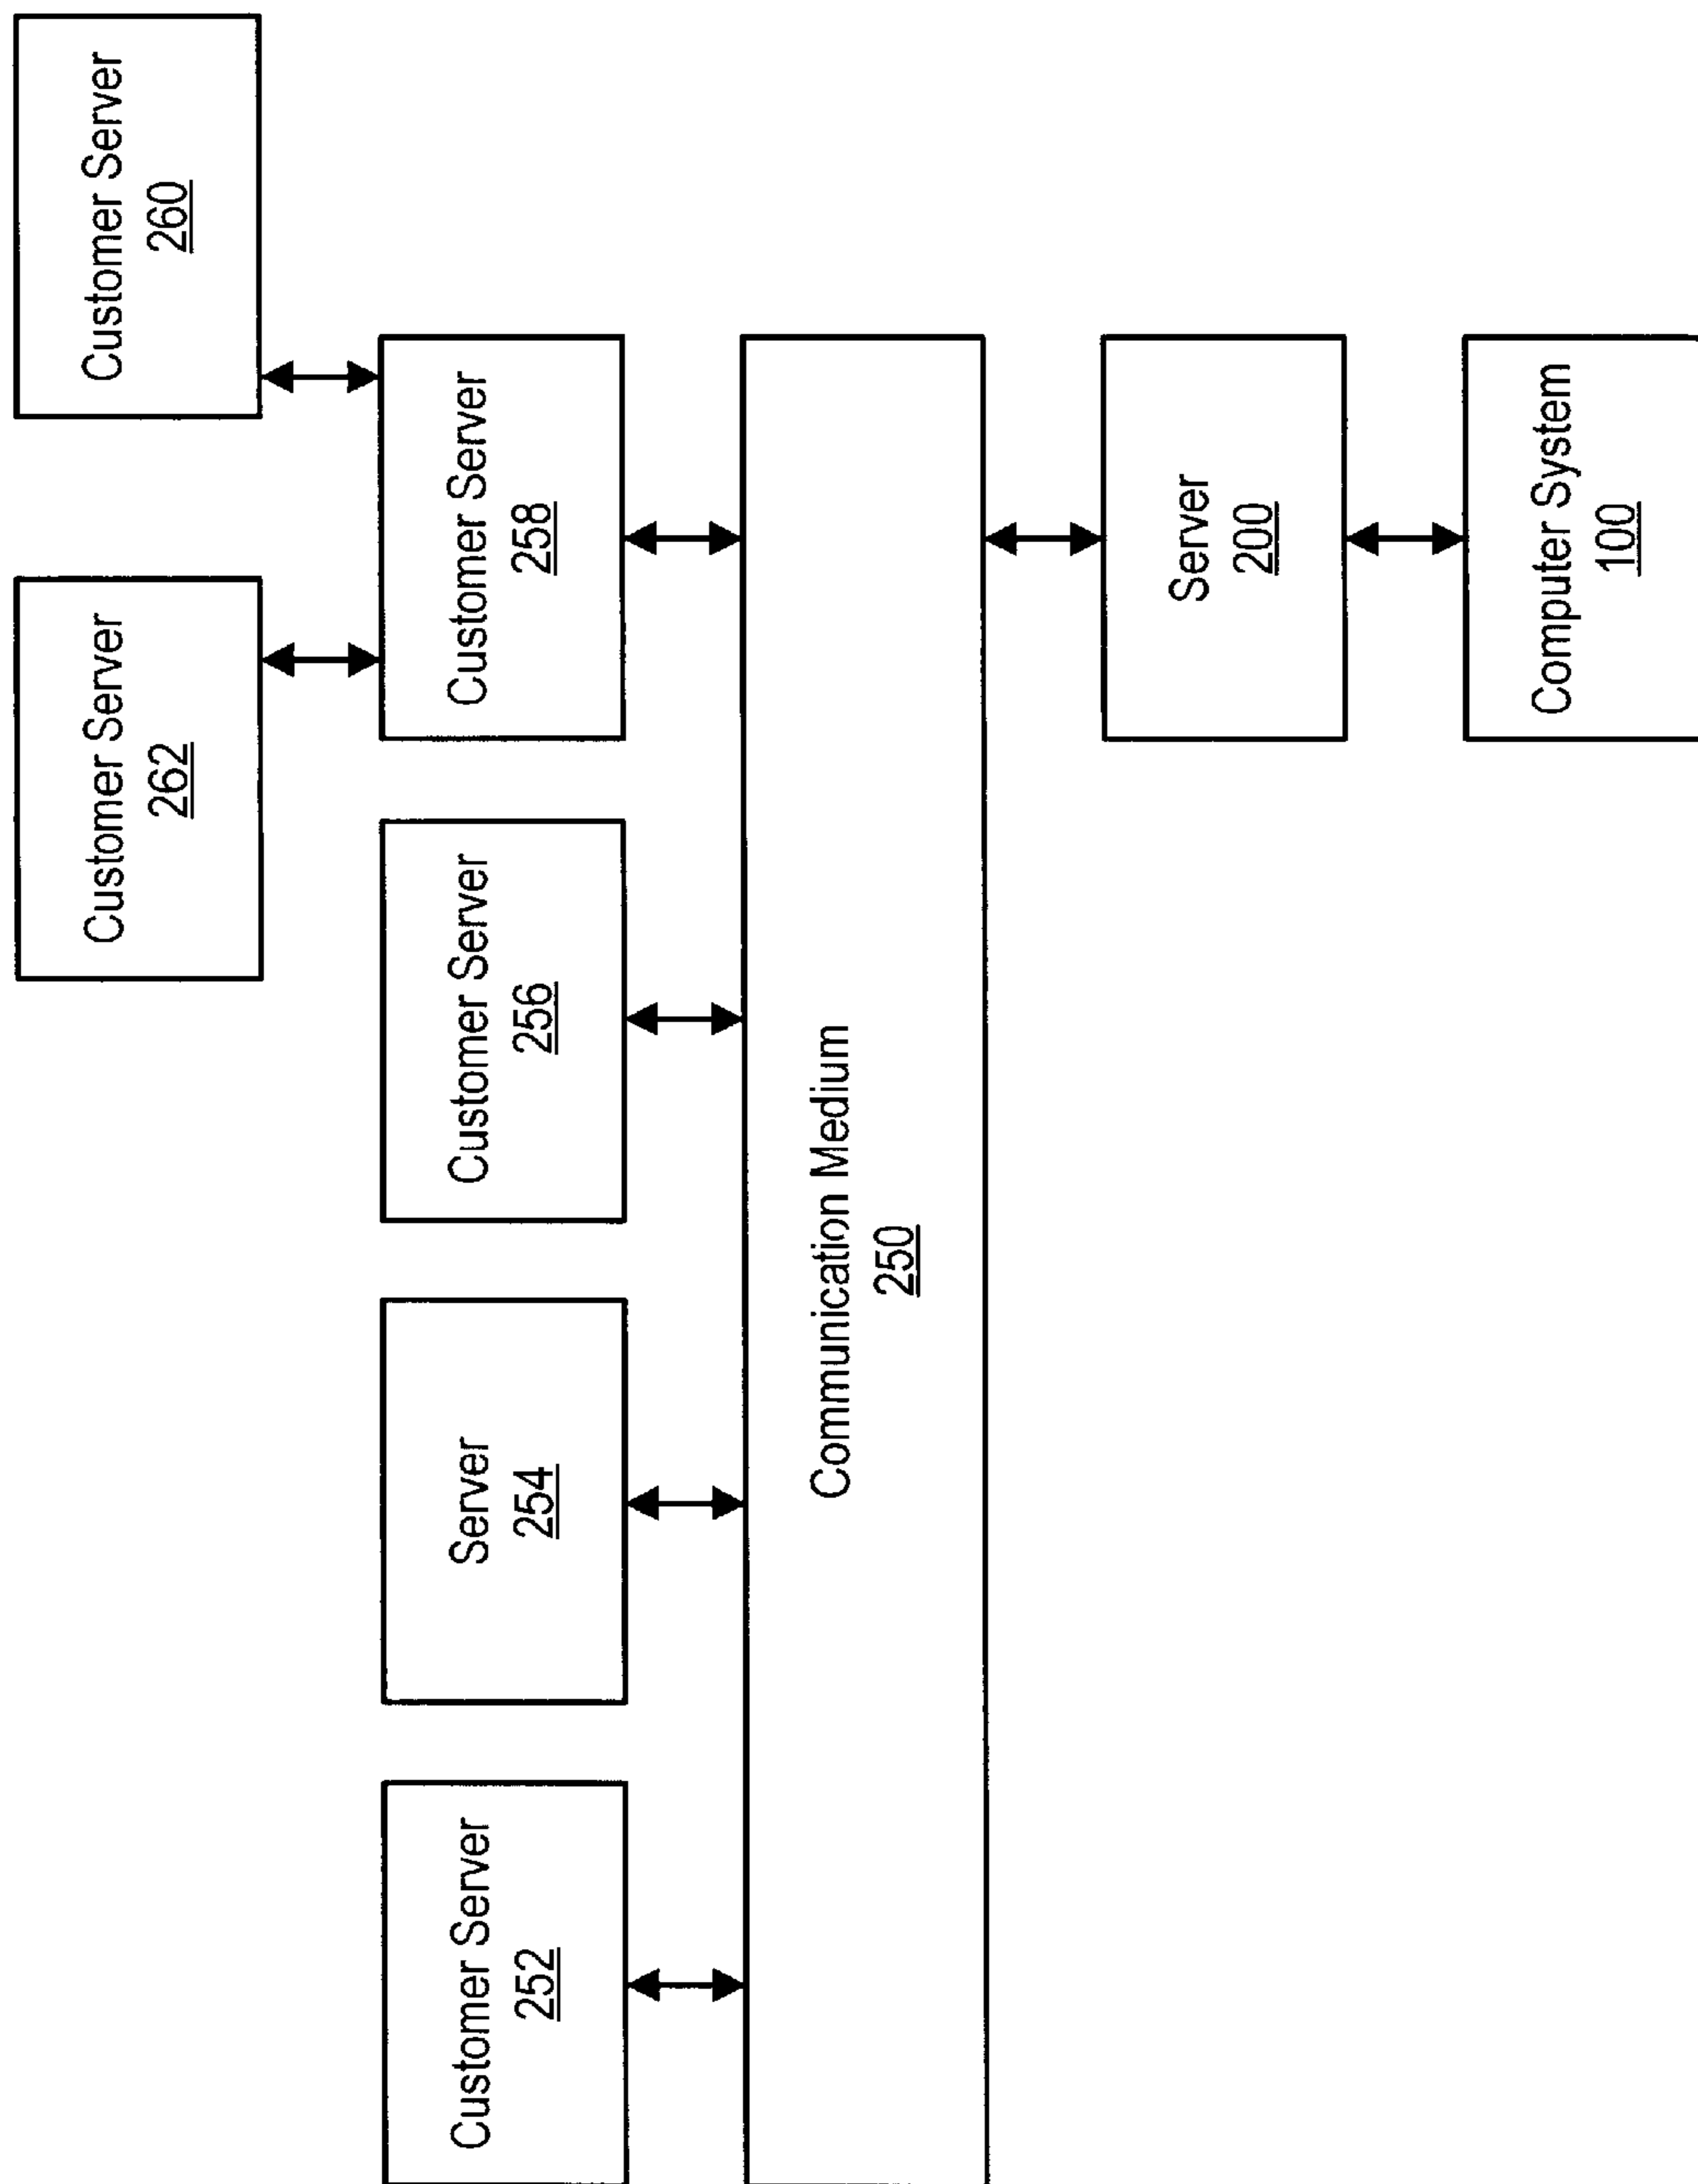 Customer Server
262
Customer Server
260
Customer Server
252
Server
254
Customer Server
256
Customer Server
258
Communication Medium
250
Server
200
Computer System
100